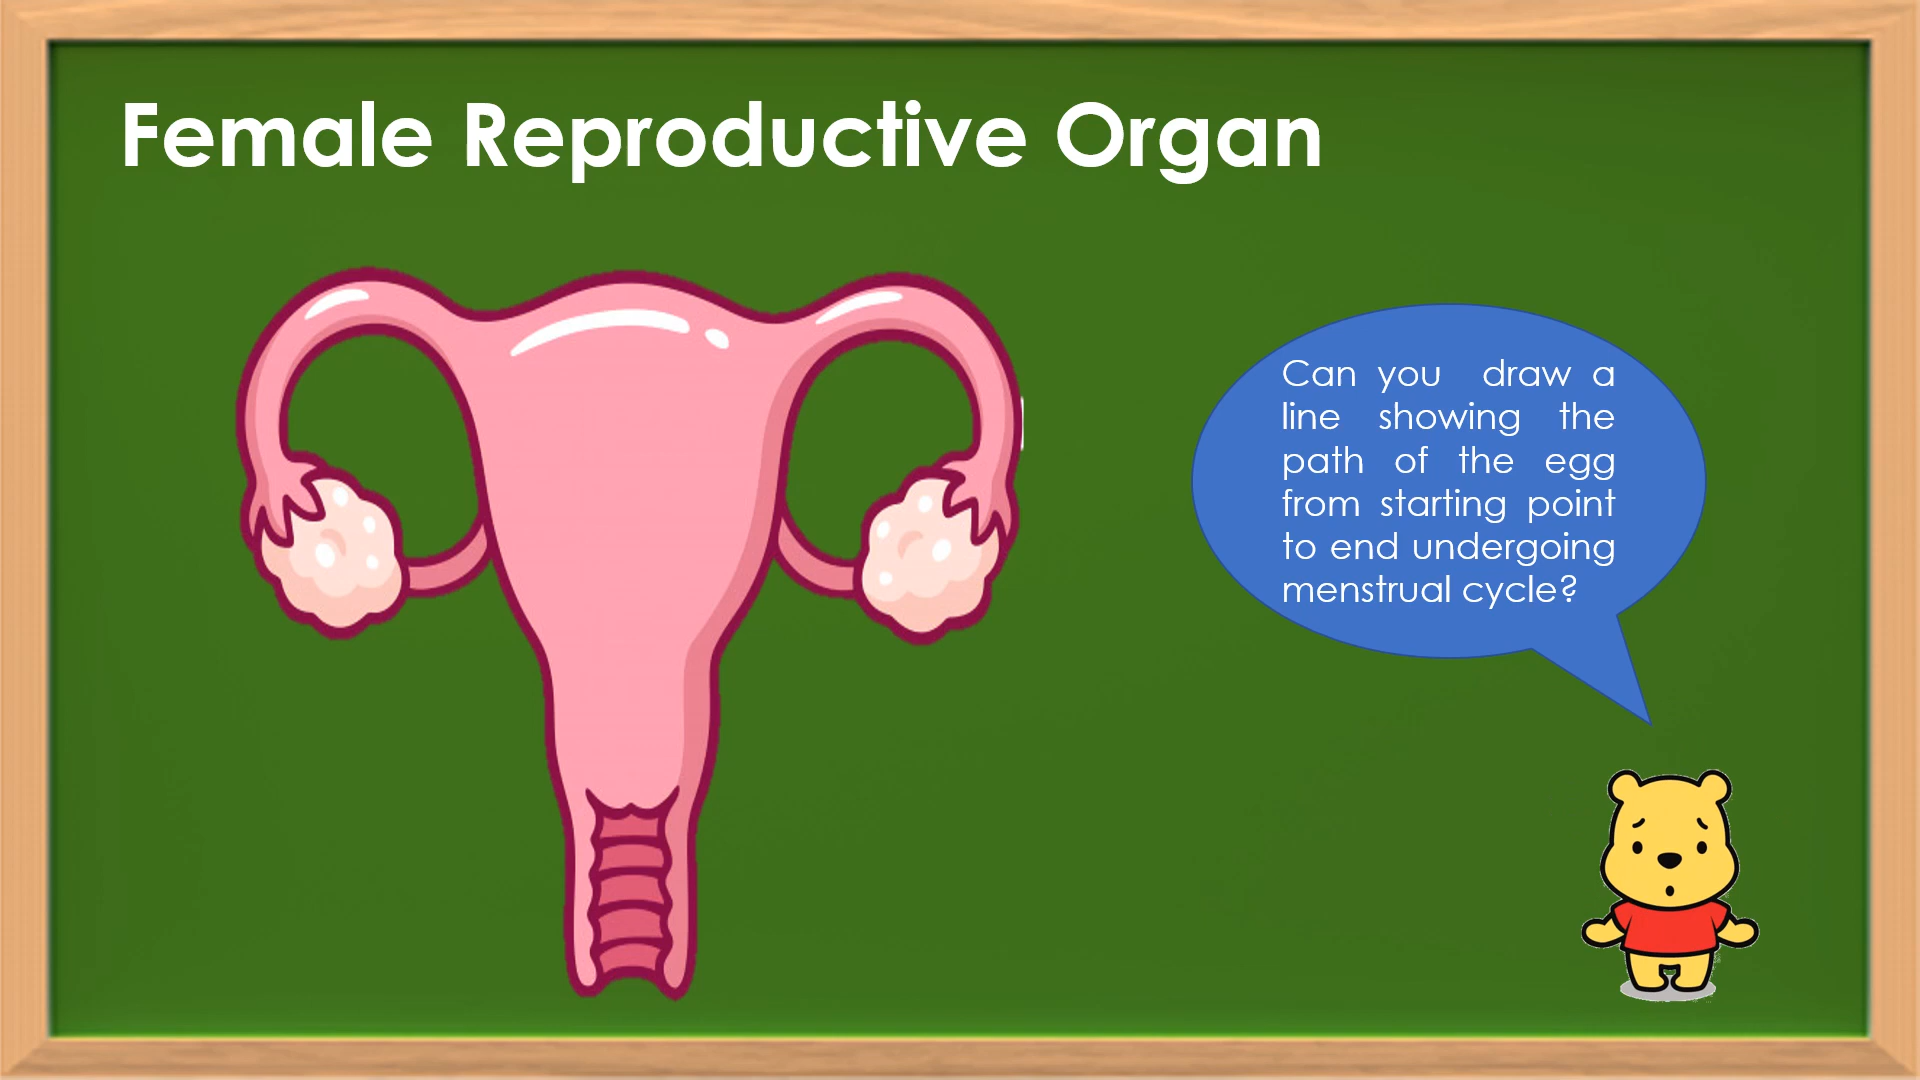 Female Reproductive Organ
Can you draw a
line showing the
path of the egg
from starting point
to end undergoing
menstrual cycle?